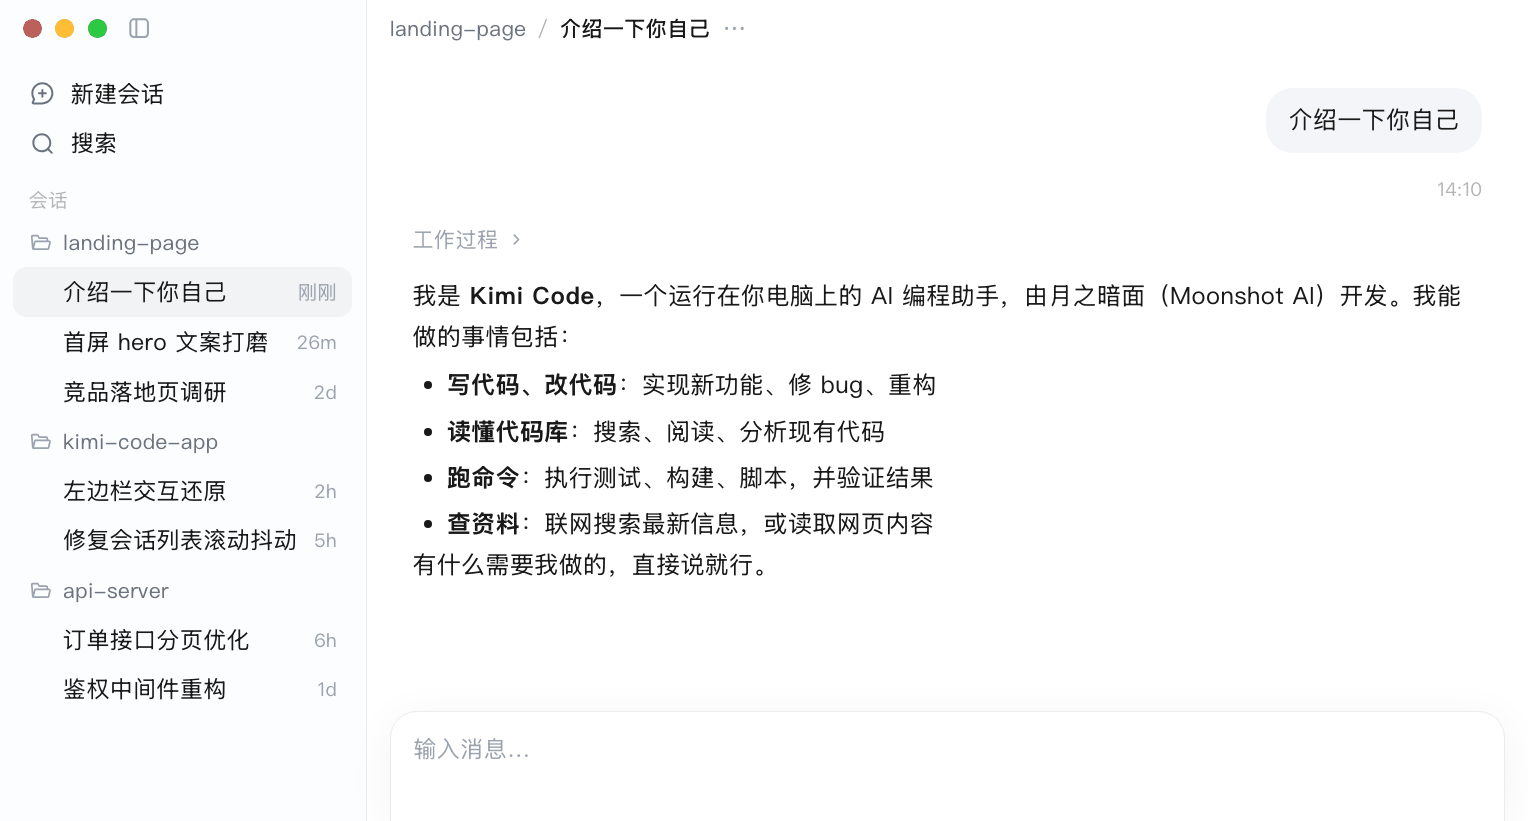 新建会话
搜索
会话
landing-page
介绍一下你自己 刚刚
首屏 hero 文案打磨 26m
竞品落地页调研 2d
kimi-code-app
左边栏交互还原 2h
修复会话列表滚动抖动 5h
api-server
订单接口分页优化 6h
鉴权中间件重构 1d
landing-page / 介绍一下你自己 ···
介绍一下你自己
14:10
工作过程 >
我是 Kimi Code，一个运行在你电脑上的 AI 编程助手，由月之暗面（Moonshot AI）开发。我能
做的事情包括：
• 写代码、改代码：实现新功能、修 bug、重构
• 读懂代码库：搜索、阅读、分析现有代码
• 跑命令：执行测试、构建、脚本，并验证结果
• 查资料：联网搜索最新信息，或读取网页内容
有什么需要我做的，直接说就行。
输入消息...